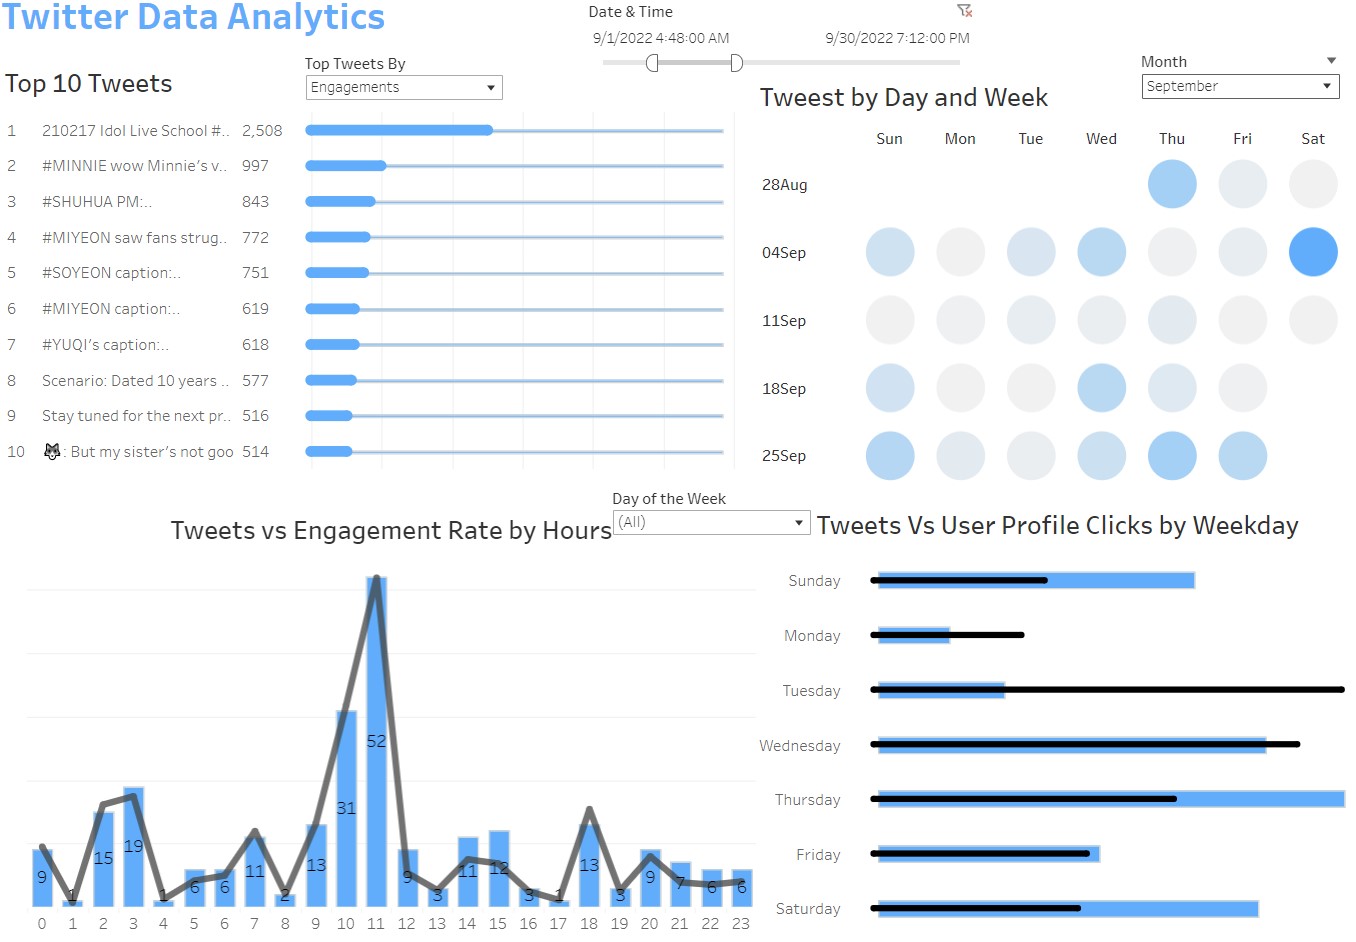 Twitter Data Analytics
Date & Time
9/1/2022 4:48:00 AM 9/30/2022 7:12:00 PM
Top 10 Tweets
Top Tweets By
Engagements
1 210217 Idol Live School #.. 2,508
2 #MINNIE wow Minnie's v.. 997
3 #SHUHUA PM:.. 843
4 #MIYEON saw fans strug.. 772
5 #SOYEON caption:.. 751
6 #MIYEON caption:.. 619
7 #YUQI's caption:.. 618
8 Scenario: Dated 10 years .. 577
9 Stay tuned for the next pr.. 516
10 🐺: But my sister's not goo 514
Month
September
Tweest by Day and Week
Sun Mon Tue Wed Thu Fri Sat
28Aug
04Sep
11Sep
18Sep
25Sep
Tweets vs Engagement Rate by Hours
Day of the Week
(All)
9 1 15 19 1 6 6 11 2 13 31 52 9 3 11 12 3 1 13 3 9 7 6 6
0 1 2 3 4 5 6 7 8 9 10 11 12 13 14 15 16 17 18 19 20 21 22 23
Tweets Vs User Profile Clicks by Weekday
Sunday
Monday
Tuesday
Wednesday
Thursday
Friday
Saturday